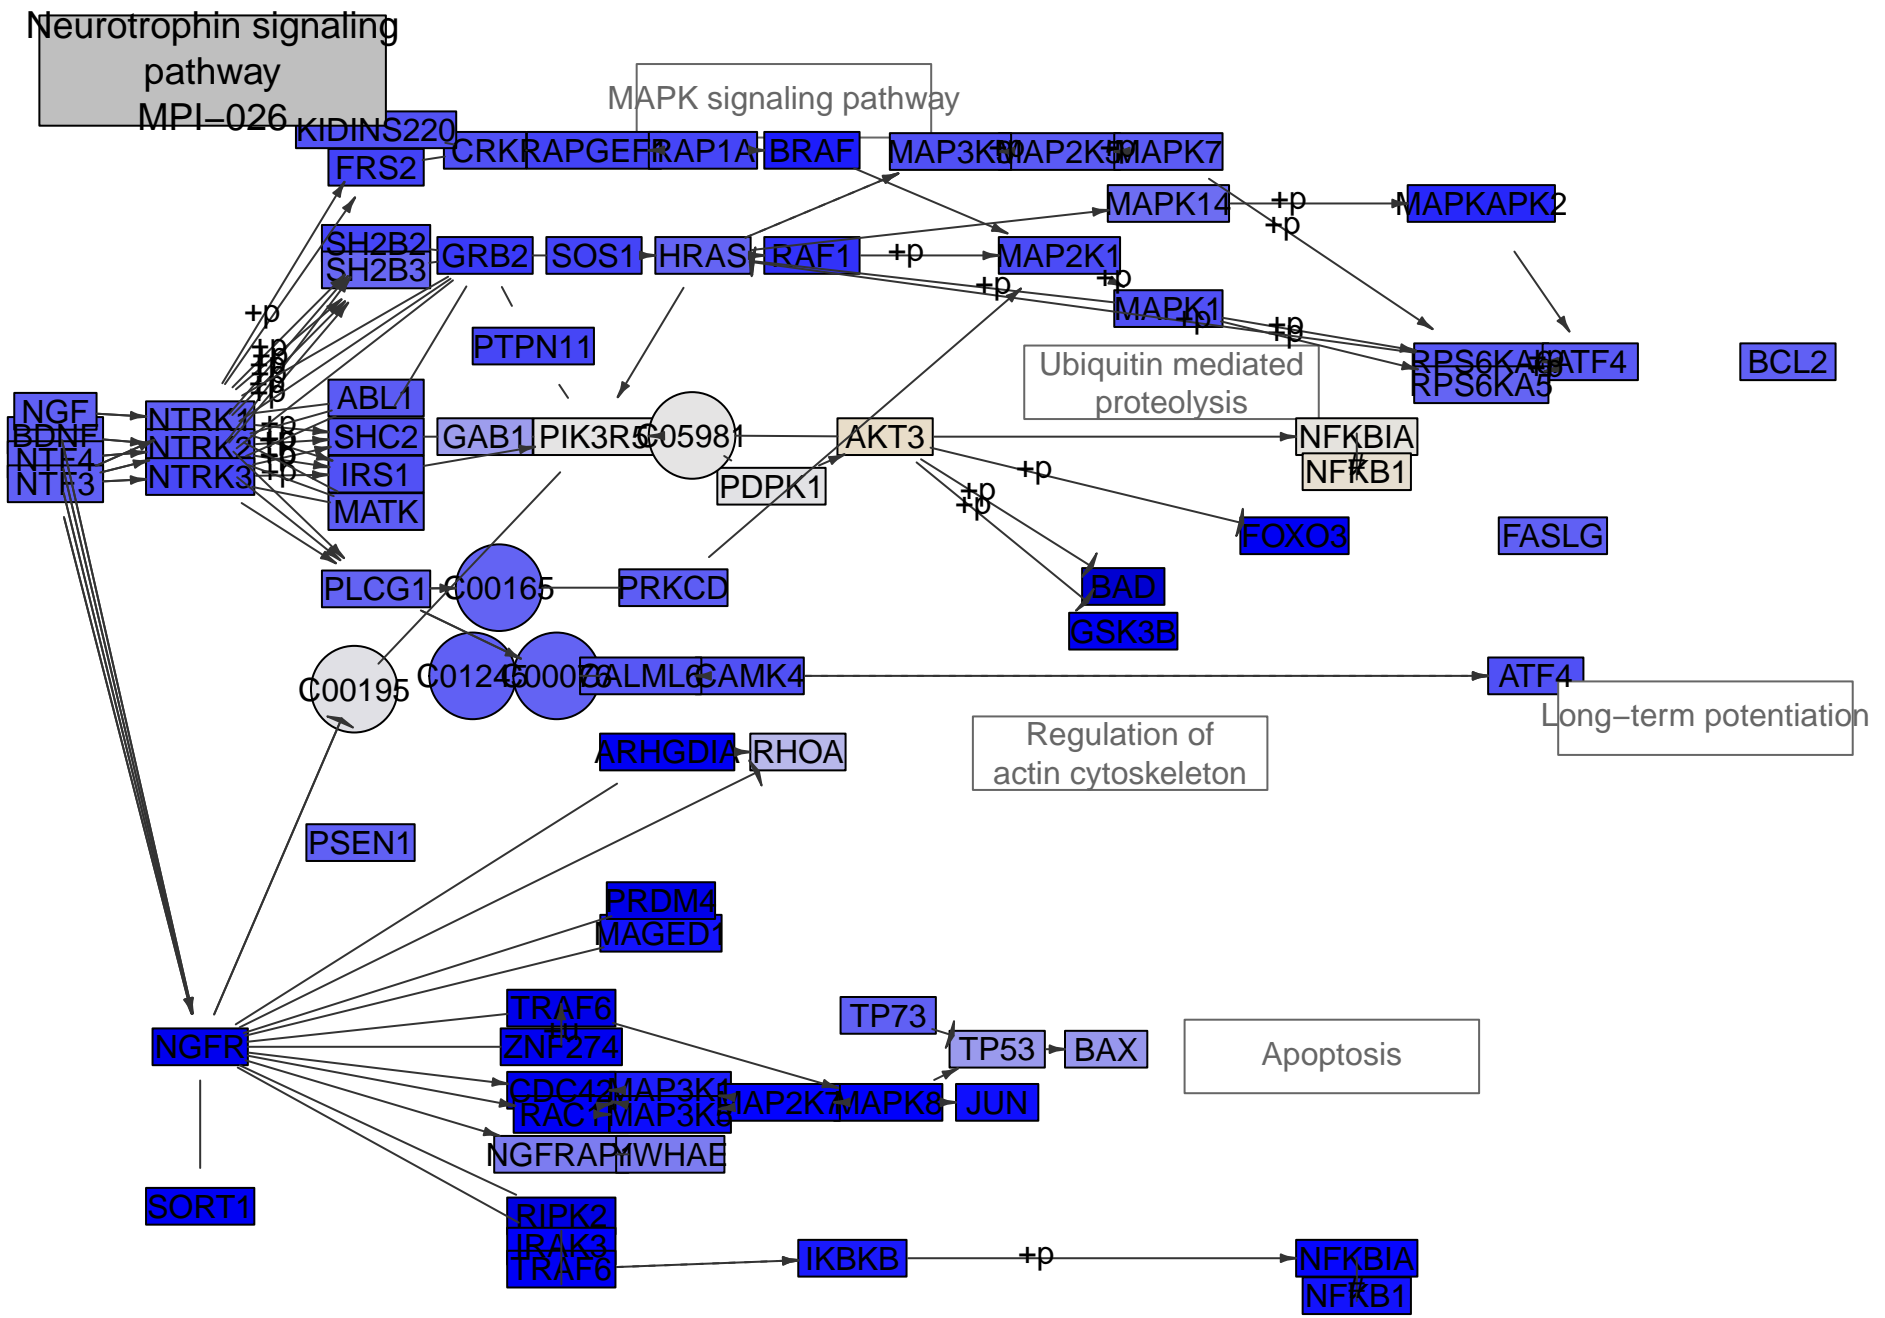 Neurotrophin signaling
pathway
MPI−026
MAPK signaling pathway
KIDINS220
FRS2
RAPGEF1
RAP1A
BRAF
+p
MAP2K5
+p
MAPK7
MAPK14
+p
MAPKAPK2
+p
SH2B2
SH2B3
GRB2
SOS1
HRAS
RAF1
+p
MAP2K1
+p
+p
MAPK1
+p
+p
+p
+p
PTPN11
+p
+p
+p
+p
Ubiquitin mediated
proteolysis
RPS6KA5
ATF4
BCL2
NGF
BDNF
NTF4
NTF3
NTRK1
NTRK2
NTRK3
ABL1
+p
SHC2
+p
+p
IRS1
+p
MATK
GAB1
PIK3R5
C05981
AKT3
PDPK1
NFKBIA
NFKB1
+p
+p
+p
FOXO3
FASLG
PLCG1
C00165
PRKCD
BAD
GSK3B
C00195
C01245
C00076
CALML6
CAMK4
ATF4
Long−term potentiation
ARHGDIA
RHOA
Regulation of
actin cytoskeleton
PSEN1
PRDM4
MAGED1
TRAF6
+u
ZNF274
NGFR
TP73
TP53
BAX
Apoptosis
CDC42
MAP3K1
RAC1
MAP3K5
MAP2K7
MAPK8
JUN
NGFRAP1
YWHAE
SORT1
RIPK2
IRAK3
TRAF6
IKBKB
+p
NFKBIA
NFKB1